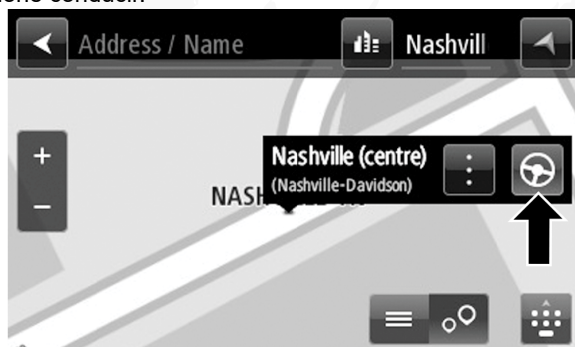 Address / Name
Nashvill
Nashville (centre)
(Nashville-Davidson)
NASH